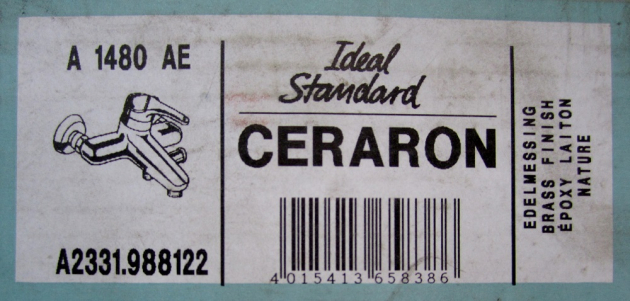 A 1480 AE
A2331.988122
Ideal
Standard
CERARON
4 015413 658386
EDELMESSING
BRASS FINISH
ÉPOXY LAITON
NATURE